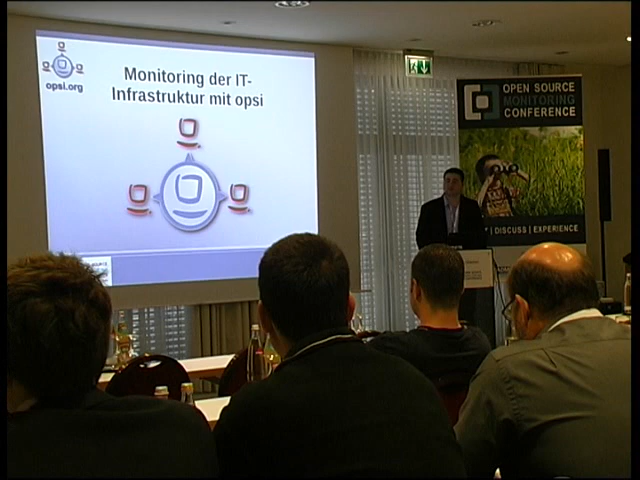 opsi.org
Monitoring der IT-
Infrastruktur mit opsi
OPEN SOURCE
MONITORING
CONFERENCE
| DISCUSS | EXPERIENCE